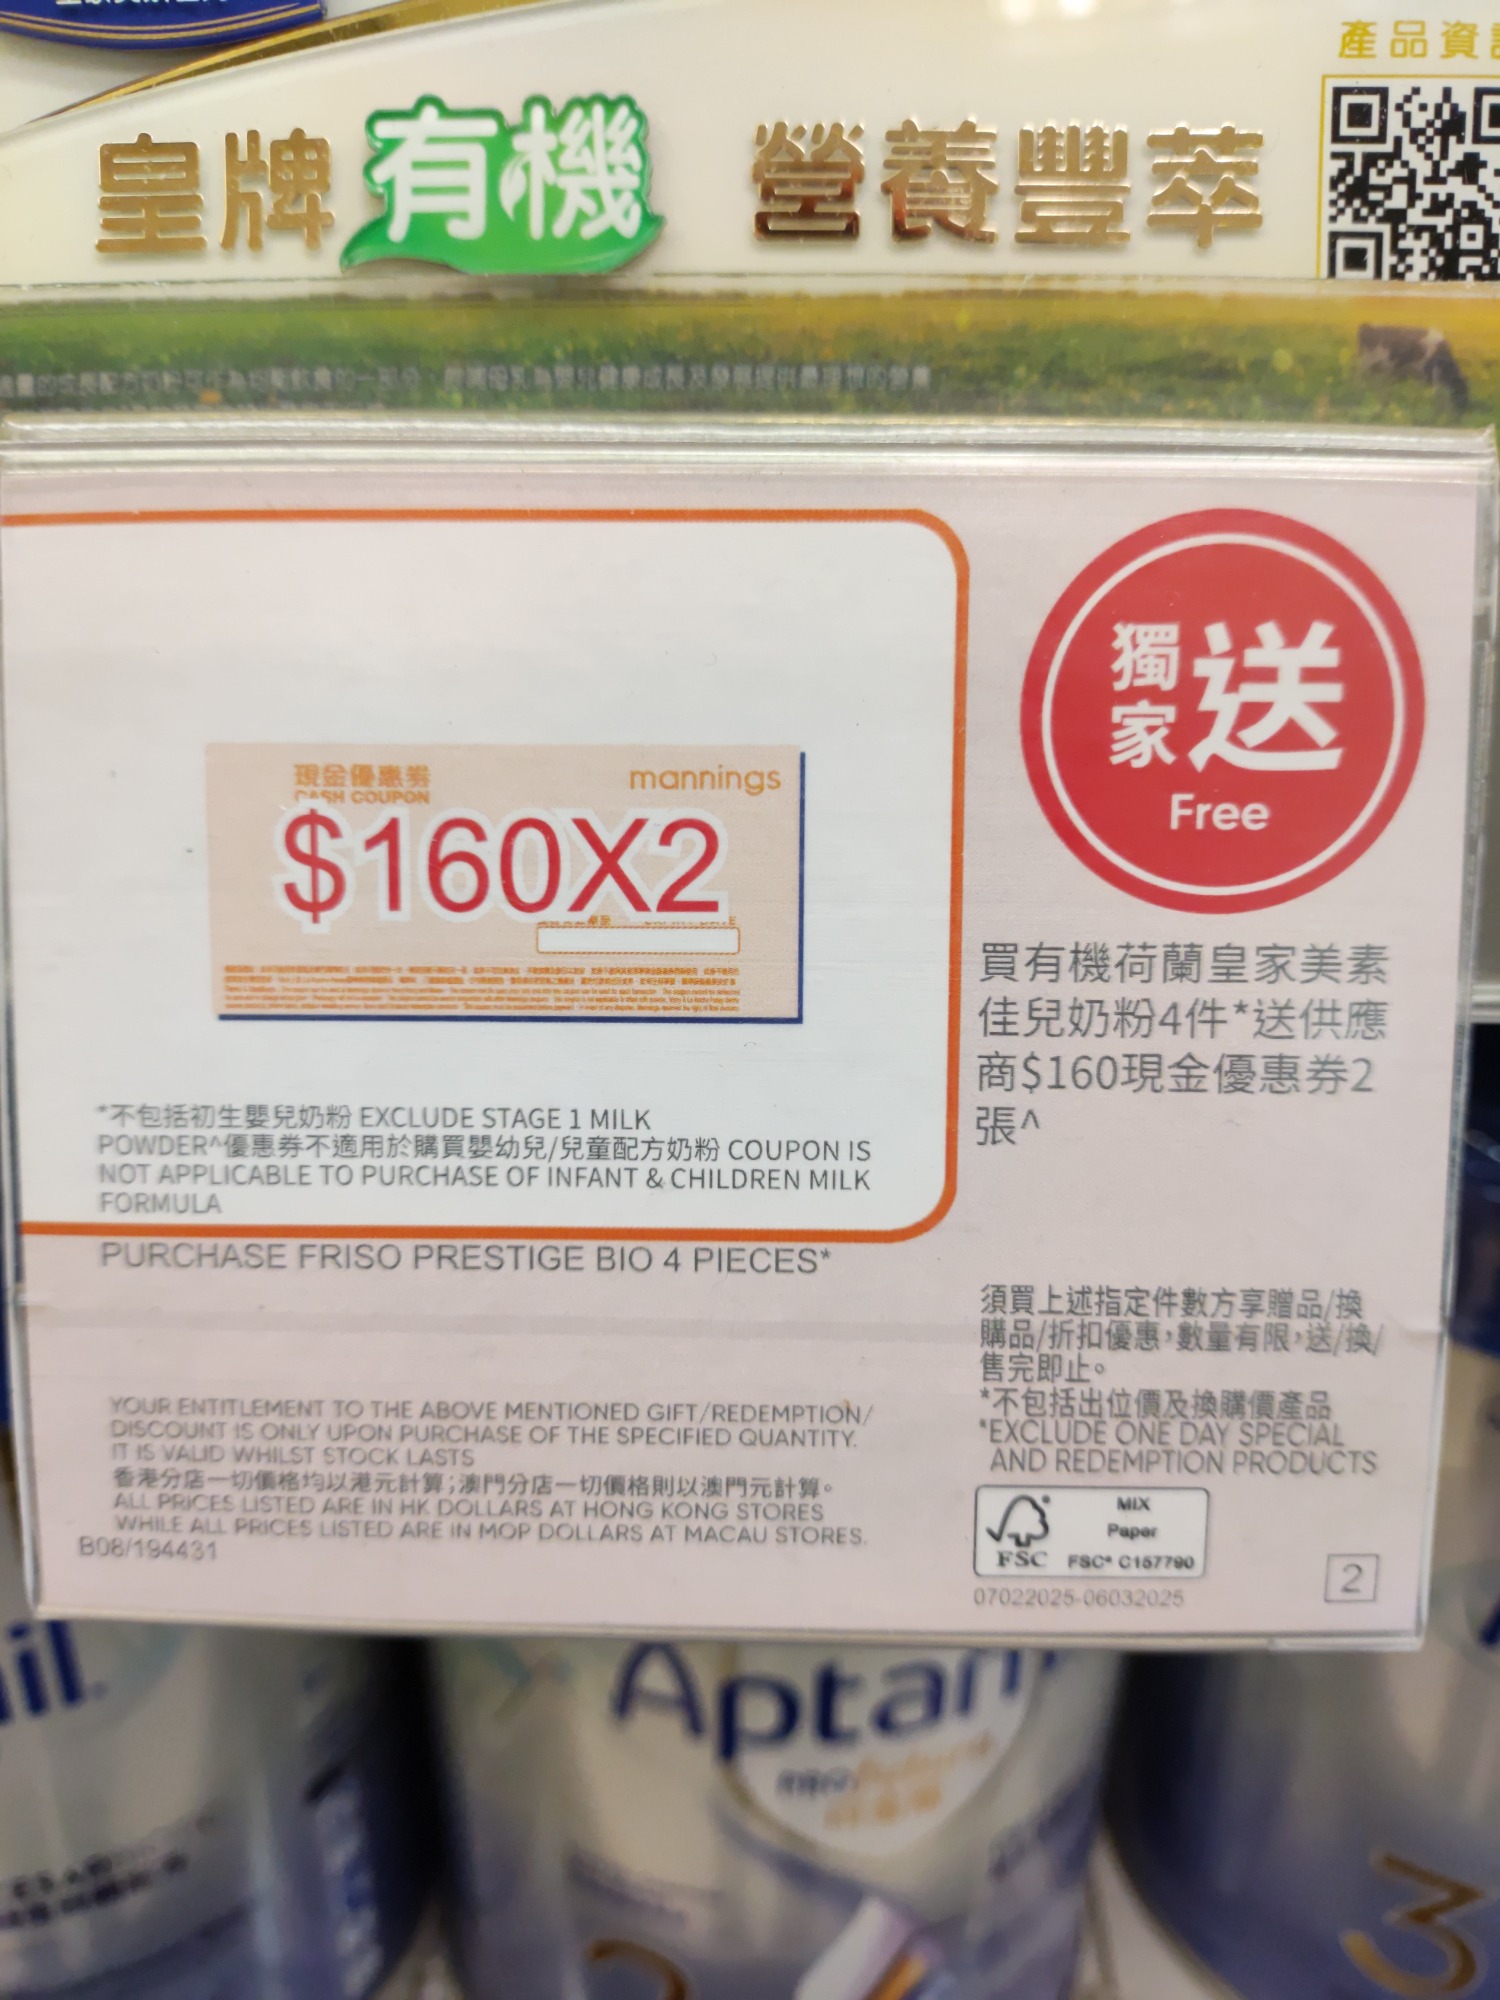 產品資
皇牌有機 營養豐萃
獨家送
Free
現金優惠券
CASH COUPON
mannings
$160X2
買有機荷蘭皇家美素
佳兒奶粉4件*送供應
商$160現金優惠券2
張^
*不包括初生嬰兒奶粉 EXCLUDE STAGE 1 MILK
POWDER^優惠券不適用於購買嬰幼兒/兒童配方奶粉 COUPON IS
NOT APPLICABLE TO PURCHASE OF INFANT & CHILDREN MILK
FORMULA
PURCHASE FRISO PRESTIGE BIO 4 PIECES*
須買上述指定件數方享贈品/換
購品/折扣優惠，數量有限，送/換/
售完即止。
*不包括出位價及換購價產品
*EXCLUDE ONE DAY SPECIAL
AND REDEMPTION PRODUCTS
YOUR ENTITLEMENT TO THE ABOVE MENTIONED GIFT/REDEMPTION/
DISCOUNT IS ONLY UPON PURCHASE OF THE SPECIFIED QUANTITY.
IT IS VALID WHILST STOCK LASTS
香港分店一切價格均以港元計算；澳門分店一切價格則以澳門元計算。
ALL PRICES LISTED ARE IN HK DOLLARS AT HONG KONG STORES
WHILE ALL PRICES LISTED ARE IN MOP DOLLARS AT MACAU STORES.
B08/194431
FSC
MIX
Paper
FSC® C157790
07022025-06032025
2
il
Aptam
3